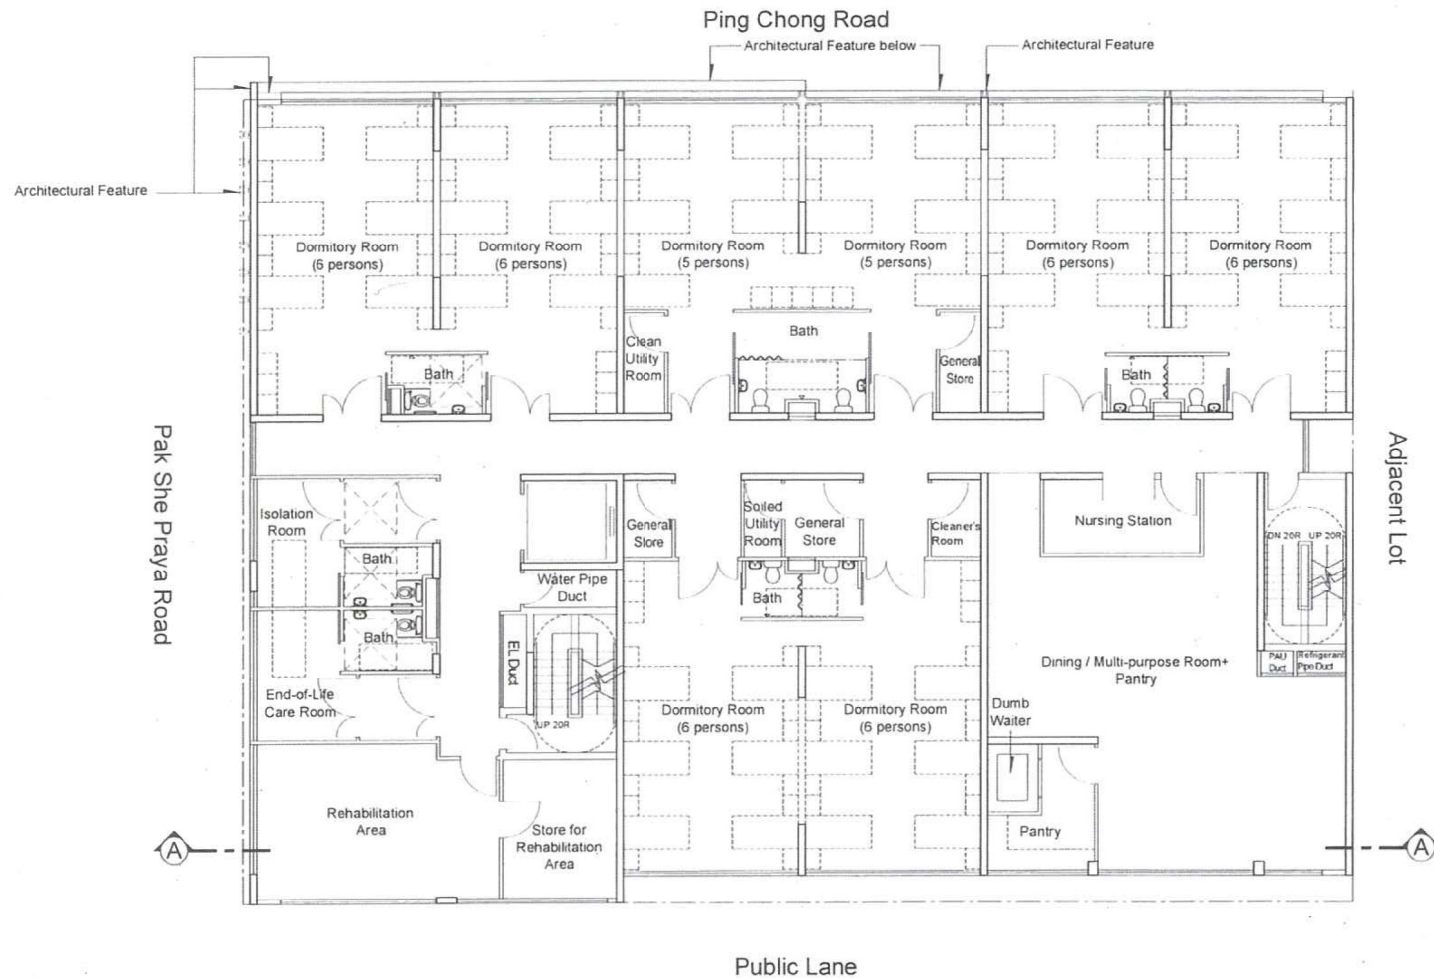 Ping Chong Road
Architectural Feature below
Architectural Feature
Architectural Feature
Dormitory Room
(6 persons)
Dormitory Room
(6 persons)
Dormitory Room
(5 persons)
Dormitory Room
(5 persons)
Dormitory Room
(6 persons)
Dormitory Room
(6 persons)
Clean
Utility
Room
Bath
General
Store
Bath
Bath
Pak She Praya Road
Adjacent Lot
Isolation
Room
General
Store
Soiled
Utility
Room
General
Store
Cleaner's
Room
Nursing Station
DN 20R
UP 20R
Bath
Water Pipe
Duct
Bath
Bath
EL Duct
Dining / Multi-purpose Room+
Pantry
PAU
Duct
Refrigerant
Pipe Duct
End-of-Life
Care Room
UP 20R
Dormitory Room
(6 persons)
Dormitory Room
(6 persons)
Dumb
Waiter
Rehabilitation
Area
Store for
Rehabilitation
Area
Pantry
A
A
Public Lane